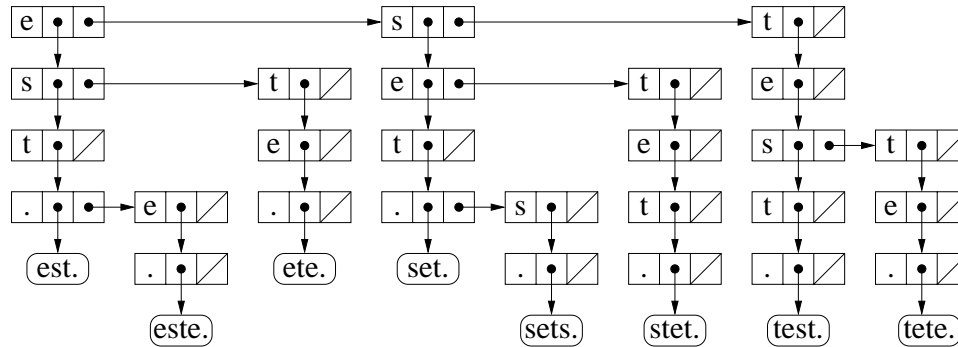 e s t
s t e t e
t e t e s t
. e . . s t t e
est. . ete. set. . . . .
este. sets. stet. test. tete.